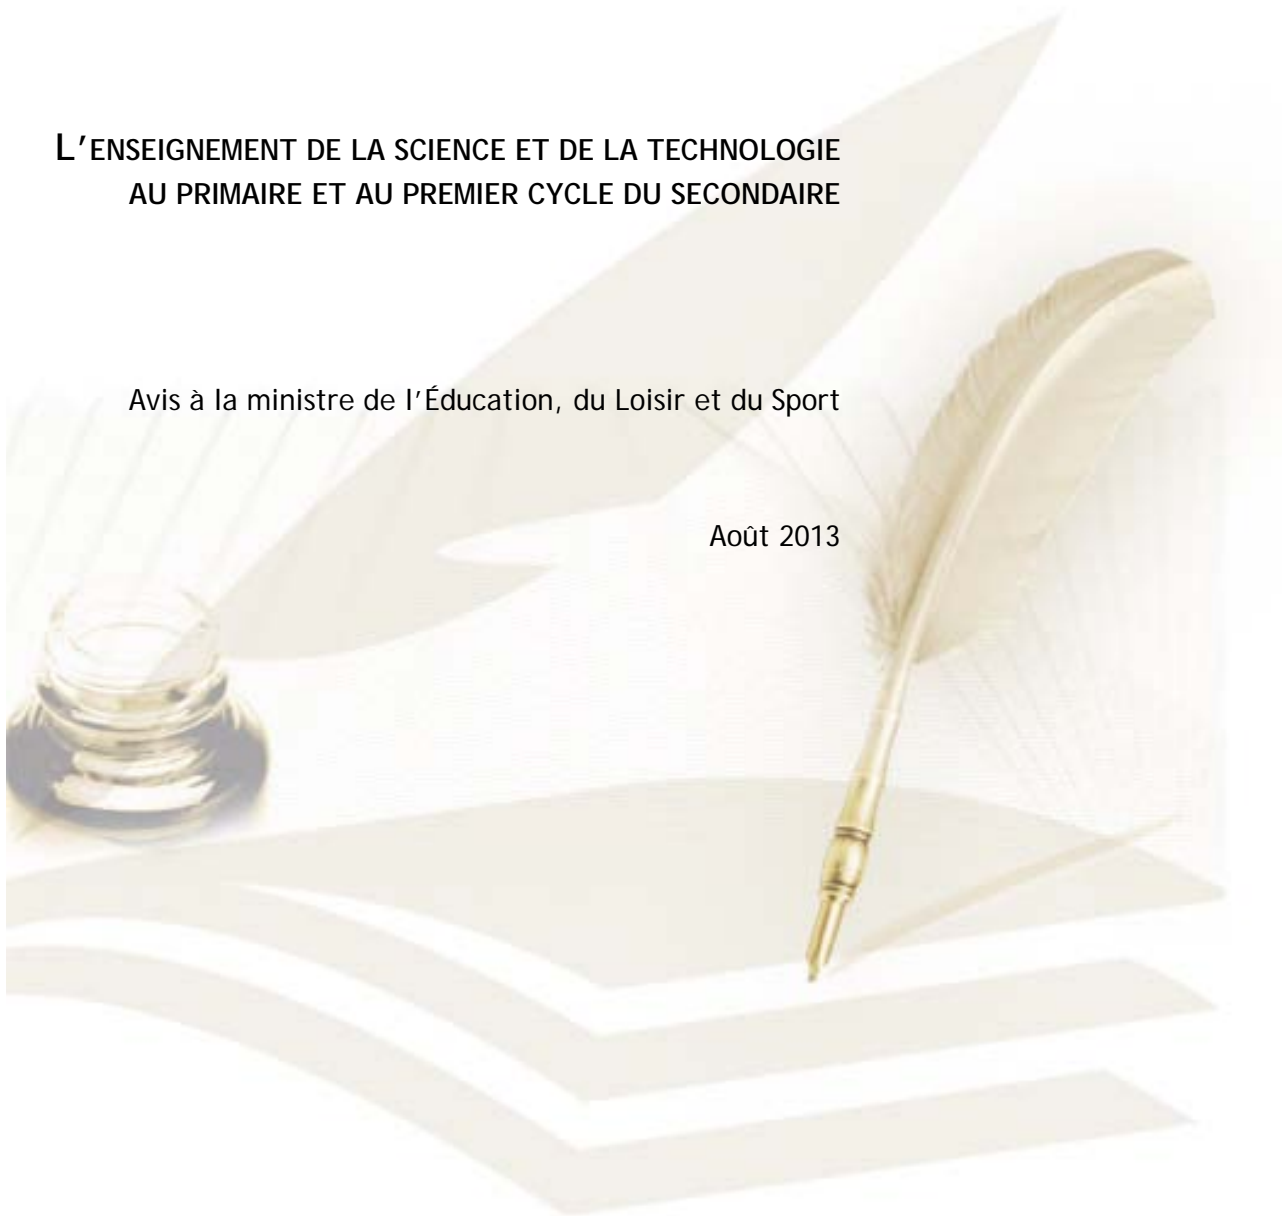 L’ENSEIGNEMENT DE LA SCIENCE ET DE LA TECHNOLOGIE
AU PRIMAIRE ET AU PREMIER CYCLE DU SECONDAIRE
Avis à la ministre de l’Éducation, du Loisir et du Sport
Août 2013